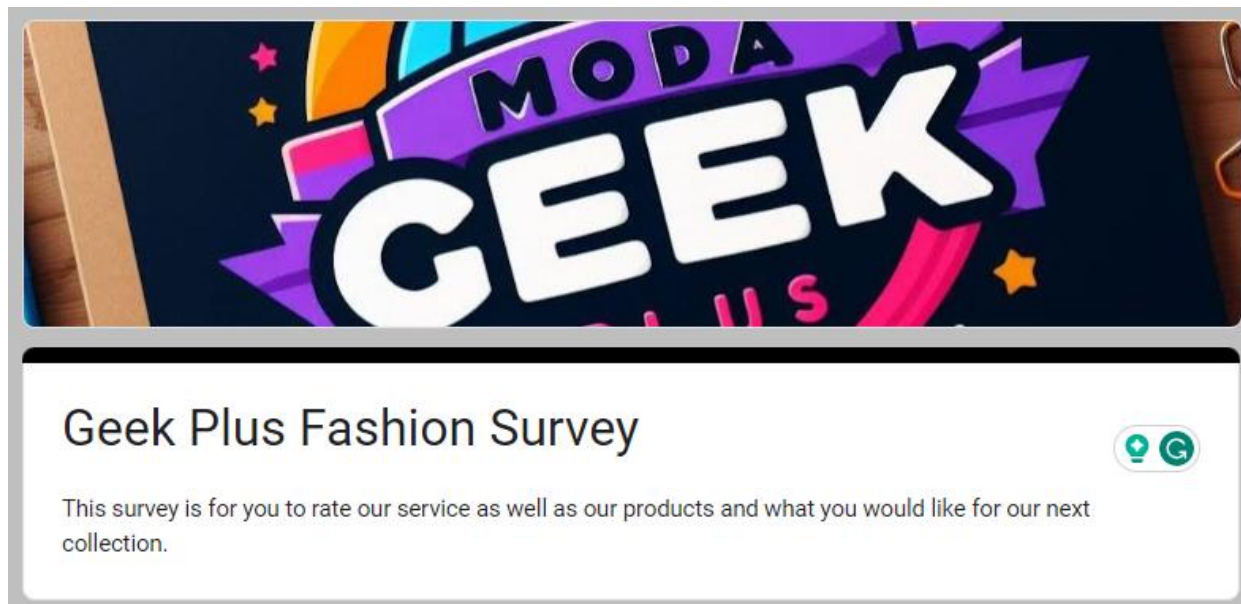 MODA
GEEK
PLUS
Geek Plus Fashion Survey
This survey is for you to rate our service as well as our products and what you would like for our next
collection.